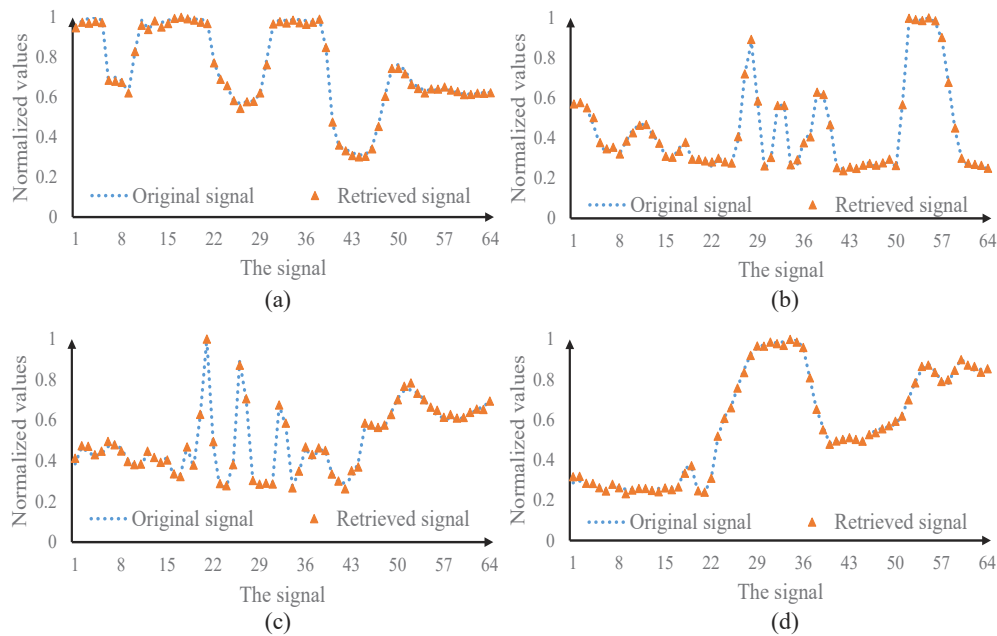 Normalized values
1
0.8
0.6
0.4
0.2
0
Original signal
Retrieved signal
1 8 15 22 29 36 43 50 57 64
The signal
(a)
Normalized values
1
0.8
0.6
0.4
0.2
0
Original signal
Retrieved signal
1 8 15 22 29 36 43 50 57 64
The signal
(b)
Normalized values
1
0.8
0.6
0.4
0.2
0
Original signal
Retrieved signal
1 8 15 22 29 36 43 50 57 64
The signal
(c)
Normalized values
1
0.8
0.6
0.4
0.2
0
Original signal
Retrieved signal
1 8 15 22 29 36 43 50 57 64
The signal
(d)